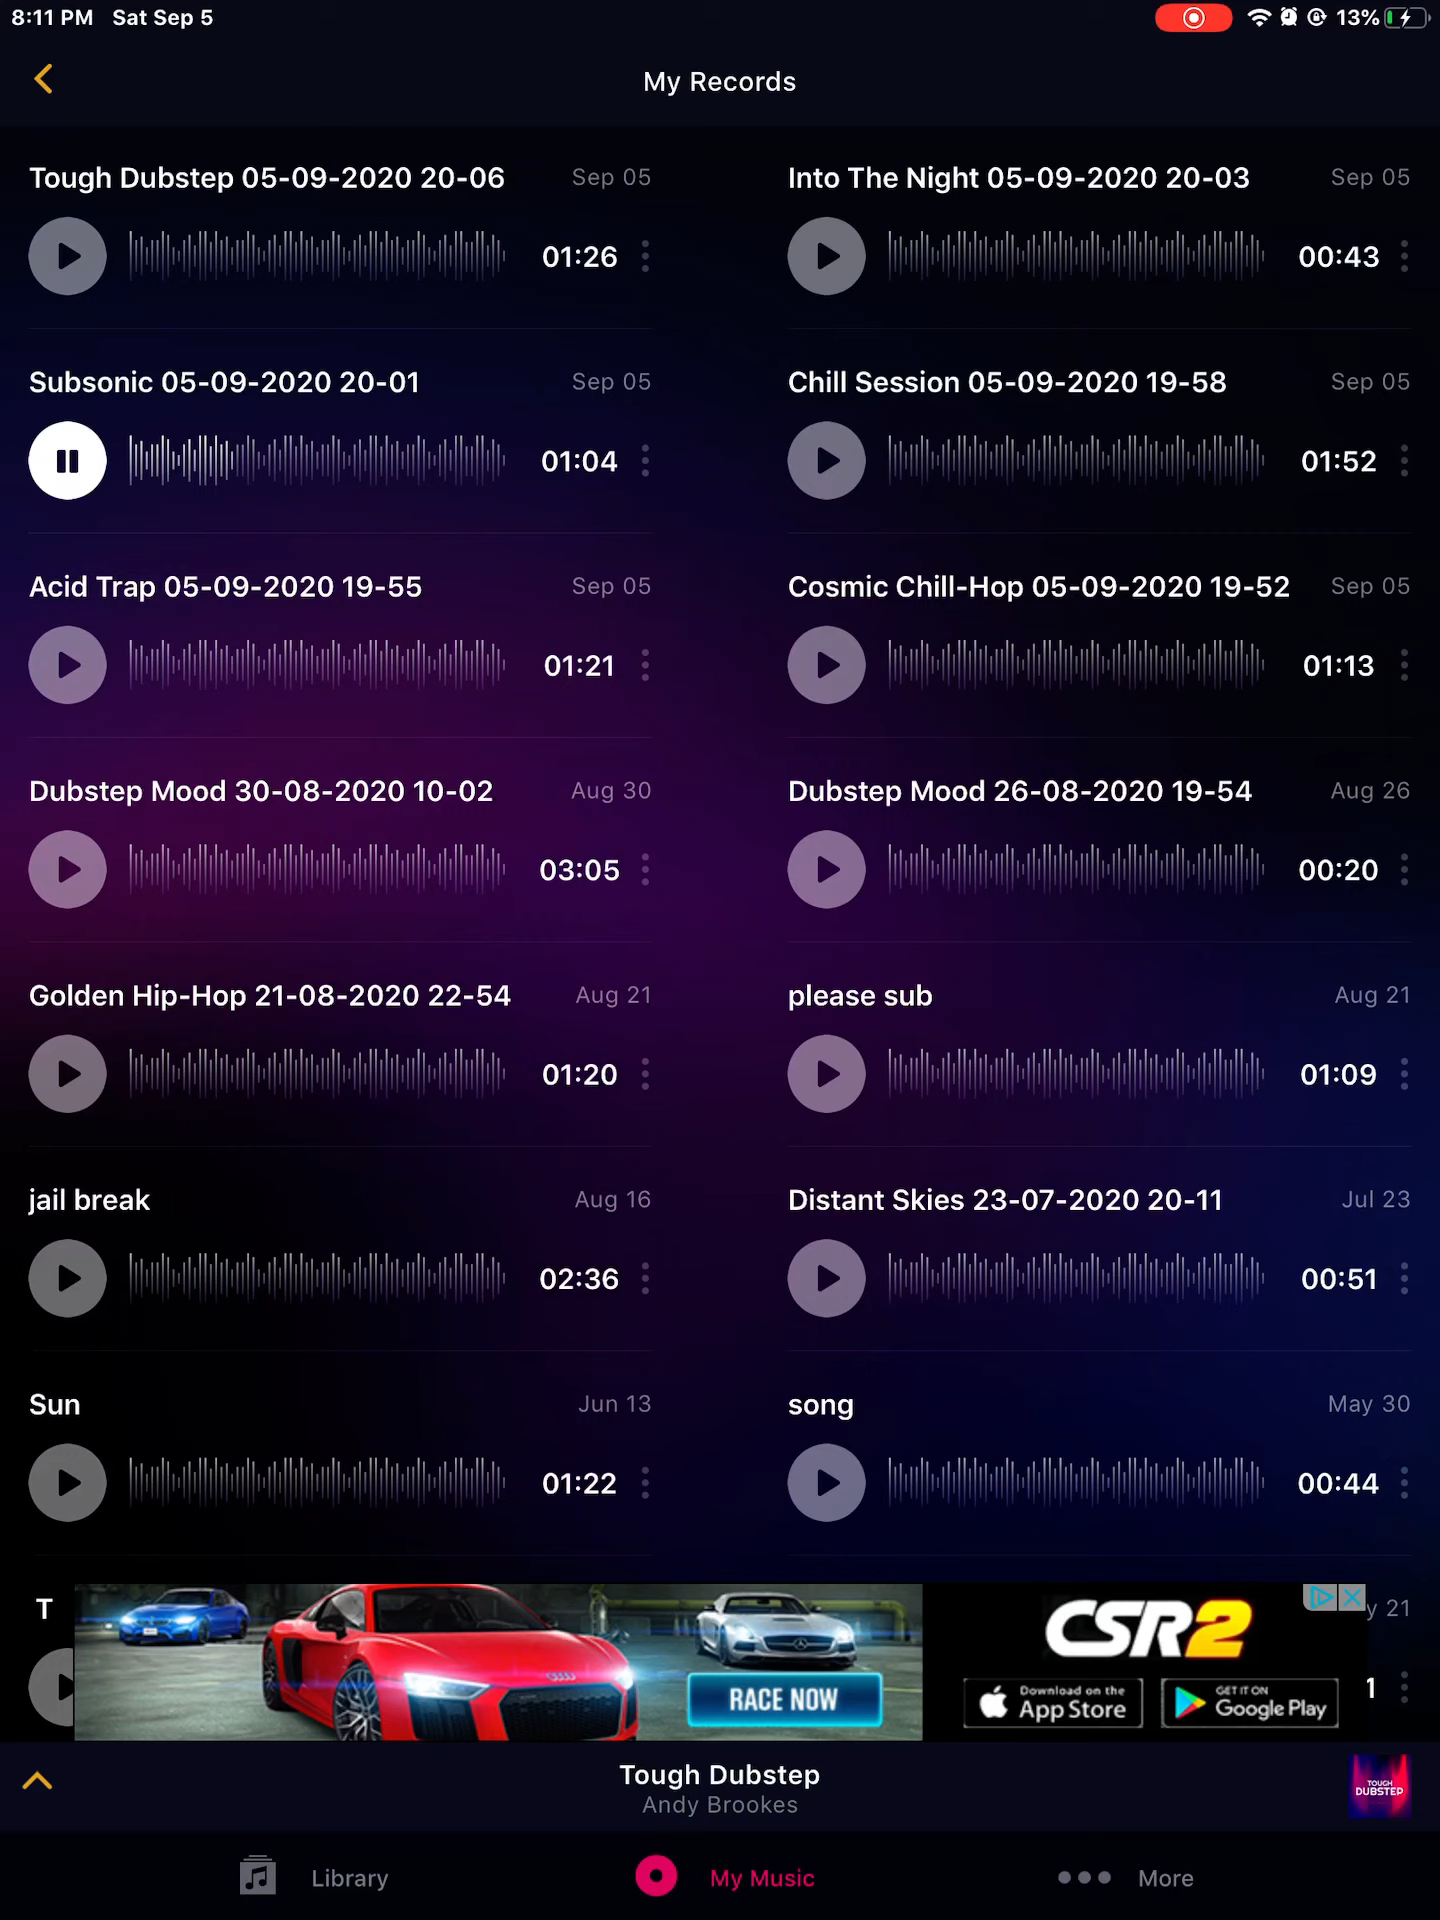 8:11 PM Sat Sep 5
13%
My Records
Tough Dubstep 05-09-2020 20-06 Sep 05
01:26
Into The Night 05-09-2020 20-03 Sep 05
00:43
Subsonic 05-09-2020 20-01 Sep 05
01:04
Chill Session 05-09-2020 19-58 Sep 05
01:52
Acid Trap 05-09-2020 19-55 Sep 05
01:21
Cosmic Chill-Hop 05-09-2020 19-52 Sep 05
01:13
Dubstep Mood 30-08-2020 10-02 Aug 30
03:05
Dubstep Mood 26-08-2020 19-54 Aug 26
00:20
Golden Hip-Hop 21-08-2020 22-54 Aug 21
01:20
please sub Aug 21
01:09
jail break Aug 16
02:36
Distant Skies 23-07-2020 20-11 Jul 23
00:51
Sun Jun 13
01:22
song May 30
00:44
T
y 21
1
RACE NOW
CSR2
Download on the
App Store
GET IT ON
Google Play
Tough Dubstep
Andy Brookes
TOUGH
DUBSTEP
Library
My Music
More